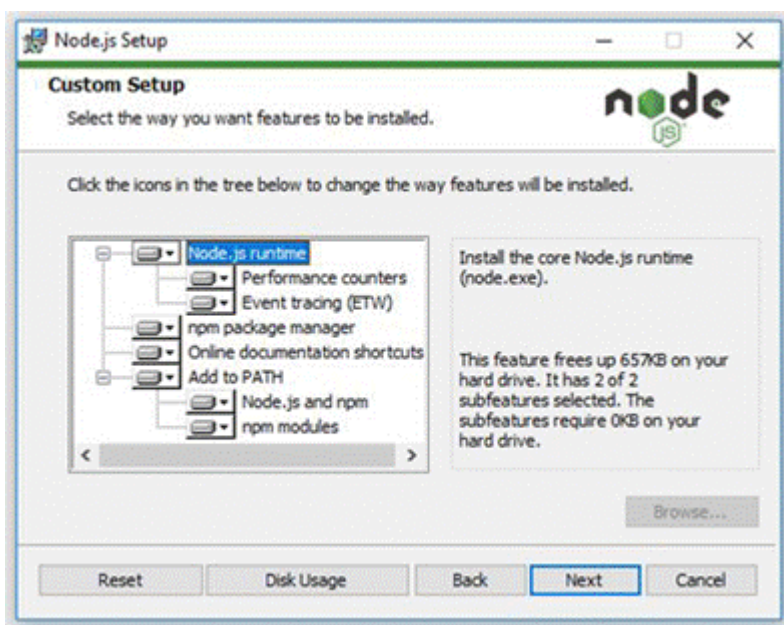 Node.js Setup
Custom Setup
Select the way you want features to be installed.
node
JS
Click the icons in the tree below to change the way features will be installed.
Node.js runtime
Performance counters
Event tracing (ETW)
npm package manager
Online documentation shortcuts
Add to PATH
Node.js and npm
npm modules
Install the core Node.js runtime
(node.exe).
This feature frees up 657KB on your
hard drive. It has 2 of 2
subfeatures selected. The
subfeatures require 0KB on your
hard drive.
Browse...
Reset
Disk Usage
Back
Next
Cancel